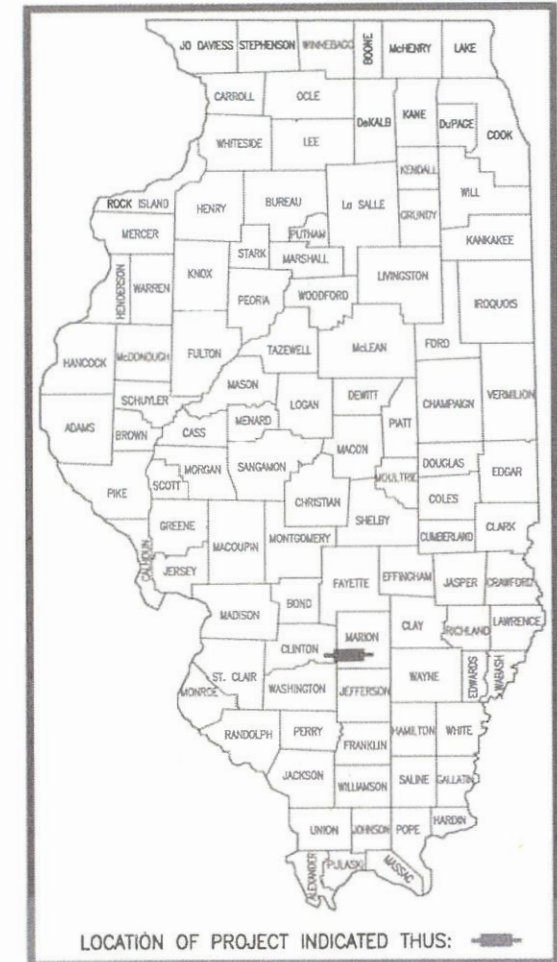 JO DAVIESS STEPHENSON WINNEBAGO BOONE McHENRY LAKE
CARROLL OCLE DeKALB KANE DuPAGE COOK
WHITESIDE LEE KENDALL WILL
ROCK ISLAND HENRY BUREAU La SALLE GRUNDY
MERCER PUTNAM KANKAKEE
HENDERSON WARREN KNOX STARK MARSHALL LIVINGSTON
PEORIA WOODFORD IROQUOIS
HANCOCK McDONOUGH FULTON TAZEWELL McLEAN FORD
SCHUYLER MASON LOGAN DEWITT CHAMPAIGN VERMILION
ADAMS BROWN CASS MENARD MACON PIATT
PIKE SCOTT MORGAN SANGAMON CHRISTIAN MOULTRIE DOUGLAS EDGAR
COLES
CALHOUN GREENE MACOUPIN MONTGOMERY SHELBY CUMBERLAND CLARK
JERSEY FAYETTE EFFINGHAM JASPER CRAWFORD
MADISON BOND MARION CLAY RICHLAND LAWRENCE
CLINTON
MONROE ST. CLAIR WASHINGTON JEFFERSON WAYNE EDWARDS WABASH
RANDOLPH PERRY FRANKLIN HAMILTON WHITE
JACKSON WILLIAMSON SALINE GALLATIN
UNION JOHNSON POPE HARDIN
ALEXANDER PULASKI MASSAC
LOCATION OF PROJECT INDICATED THUS: